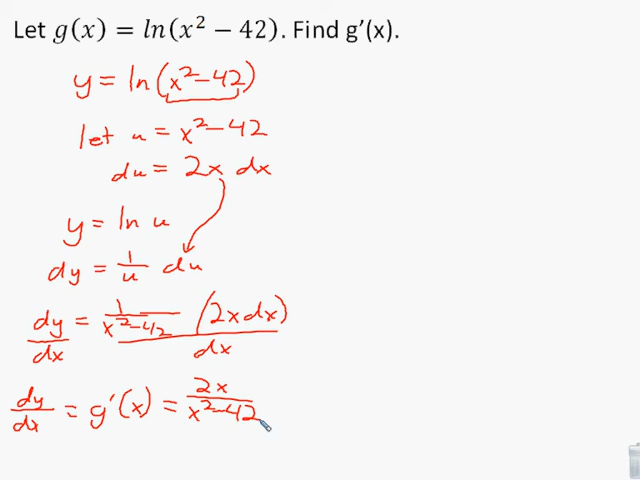 Let g(x) = ln(x² − 42). Find g'(x).
y = ln(x²−42)
let u = x²−42
du = 2x dx
y = ln u
dy = 1/u du
dy/dx = 1/(x²−42) (2x dx)/dx
dy/dx = g'(x) = 2x/(x²−42)